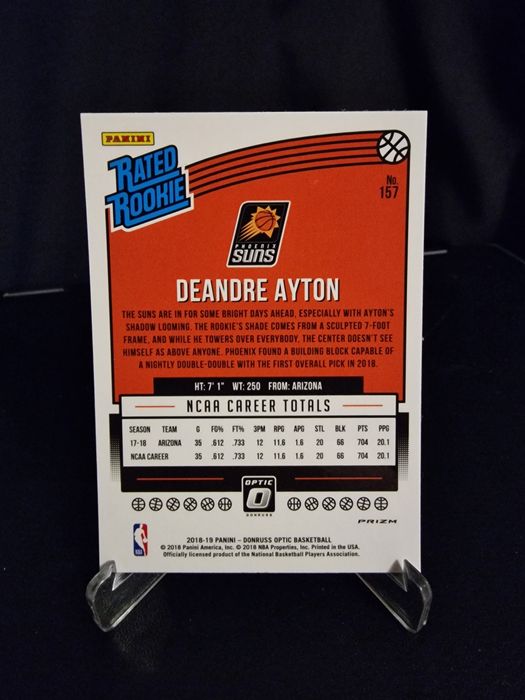 PANINI
RATED
ROOKIE
No.
157
PHOENIX
SUNS
DEANDRE AYTON
THE SUNS ARE IN FOR SOME BRIGHT DAYS AHEAD, ESPECIALLY WITH AYTON'S
SHADOW LOOMING. THE ROOKIE'S SHADE COMES FROM A SCULPTED 7-FOOT
FRAME, AND WHILE HE TOWERS OVER EVERYBODY, THE CENTER DOESN'T SEE
HIMSELF AS ABOVE ANYONE. PHOENIX FOUND A BUILDING BLOCK CAPABLE OF
A NIGHTLY DOUBLE-DOUBLE WITH THE FIRST OVERALL PICK IN 2018.
HT: 7' 1" WT: 250 FROM: ARIZONA
NCAA CAREER TOTALS
SEASON TEAM G FG% FT% 3PM RPG APG STL BLK PTS PPG
17-18 ARIZONA 35 .612 .733 12 11.6 1.6 20 66 704 20.1
NCAA CAREER 35 .612 .733 12 11.6 1.6 20 66 704 20.1
OPTIC
DONRUSS
PRIZM
NBA
2018-19 PANINI - DONRUSS OPTIC BASKETBALL
© 2018 Panini America, Inc. © 2018 NBA Properties, Inc. Printed in the USA.
Officially licensed product of the National Basketball Players Association.